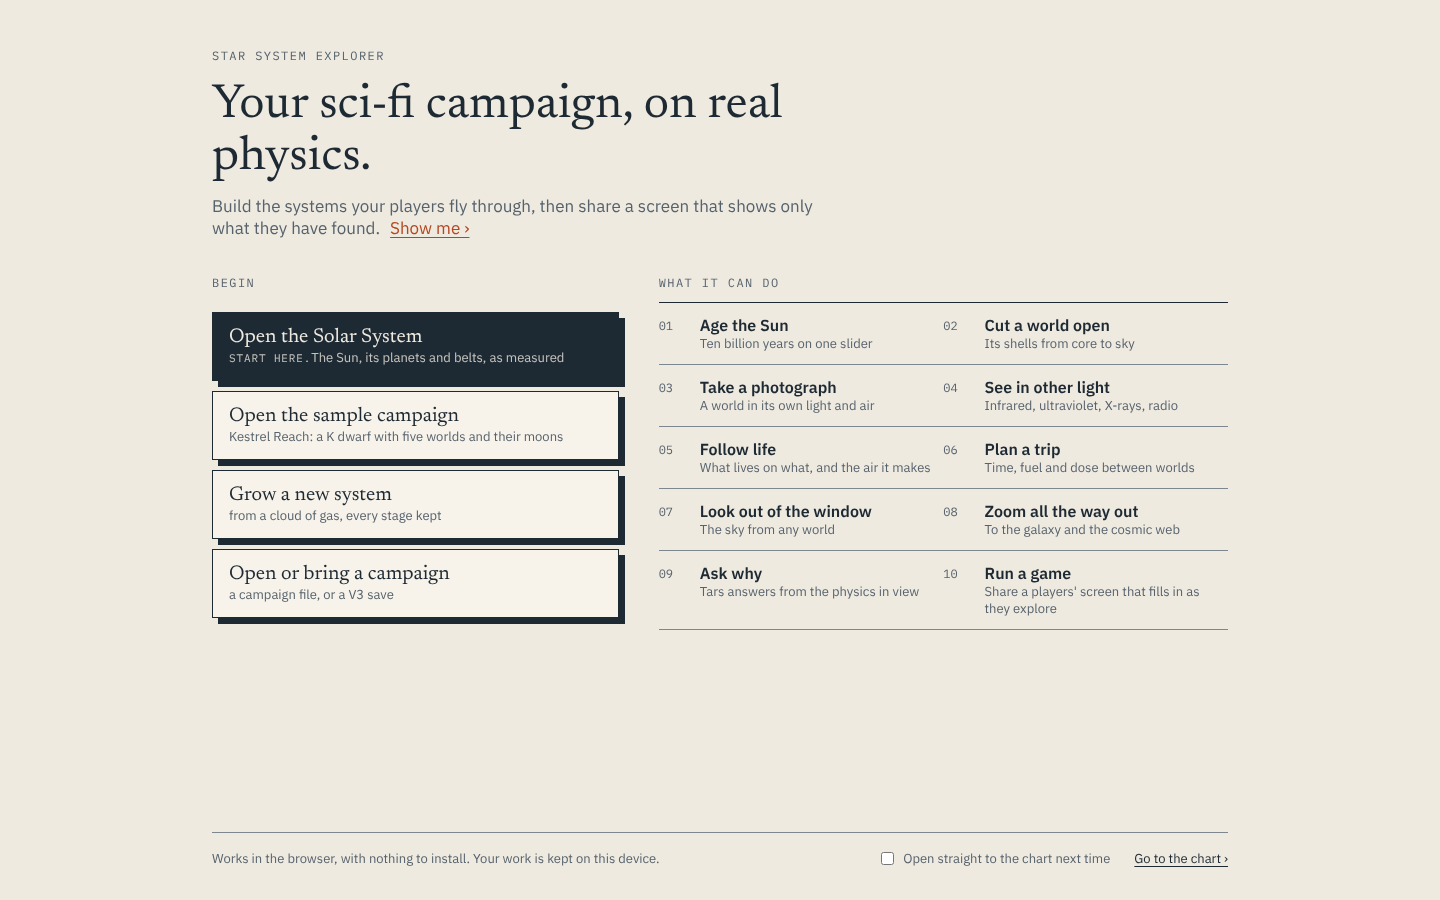 STAR SYSTEM EXPLORER
Your sci-fi campaign, on real
physics.
Build the systems your players fly through, then share a screen that shows only
what they have found. Show me ›
BEGIN
Open the Solar System
START HERE. The Sun, its planets and belts, as measured
Open the sample campaign
Kestrel Reach: a K dwarf with five worlds and their moons
Grow a new system
from a cloud of gas, every stage kept
Open or bring a campaign
a campaign file, or a V3 save
WHAT IT CAN DO
01 Age the Sun
Ten billion years on one slider
02 Cut a world open
Its shells from core to sky
03 Take a photograph
A world in its own light and air
04 See in other light
Infrared, ultraviolet, X-rays, radio
05 Follow life
What lives on what, and the air it makes
06 Plan a trip
Time, fuel and dose between worlds
07 Look out of the window
The sky from any world
08 Zoom all the way out
To the galaxy and the cosmic web
09 Ask why
Tars answers from the physics in view
10 Run a game
Share a players' screen that fills in as
they explore
Works in the browser, with nothing to install. Your work is kept on this device.
Open straight to the chart next time
Go to the chart ›